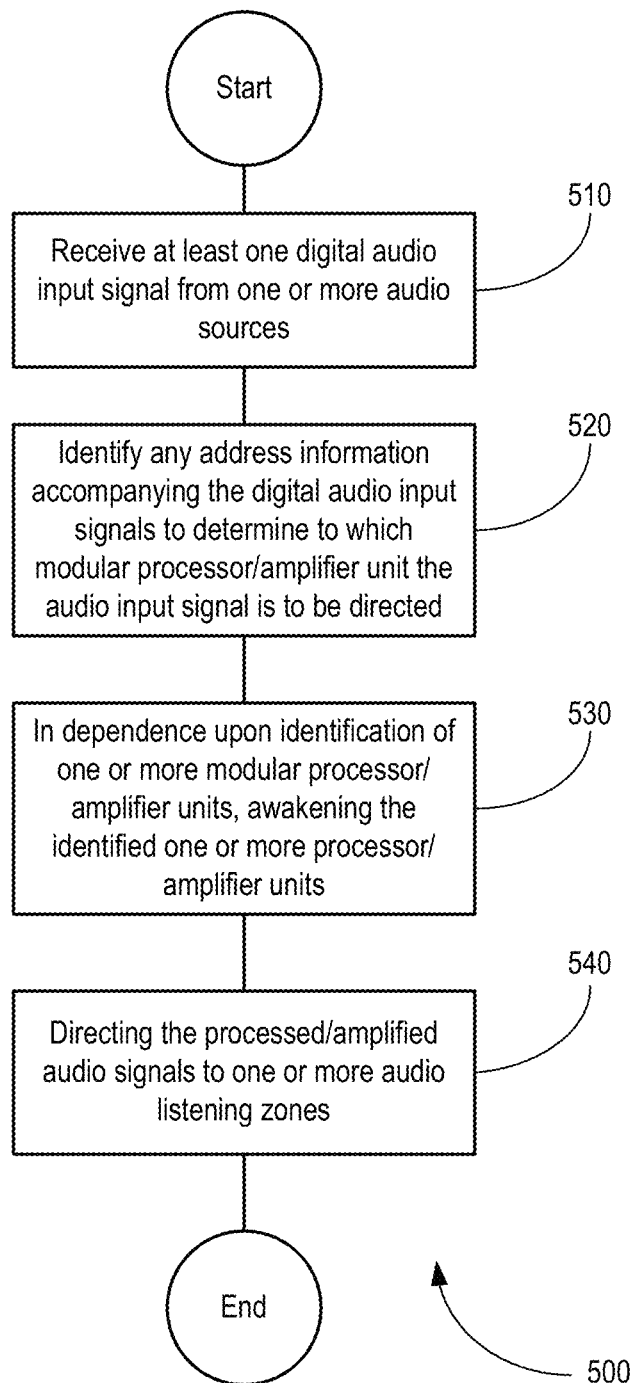 Start
510
Receive at least one digital audio
input signal from one or more audio
sources
520
Identify any address information
accompanying the digital audio input
signals to determine to which
modular processor/amplifier unit the
audio input signal is to be directed
530
In dependence upon identification of
one or more modular processor/
amplifier units, awakening the
identified one or more processor/
amplifier units
540
Directing the processed/amplified
audio signals to one or more audio
listening zones
End
500